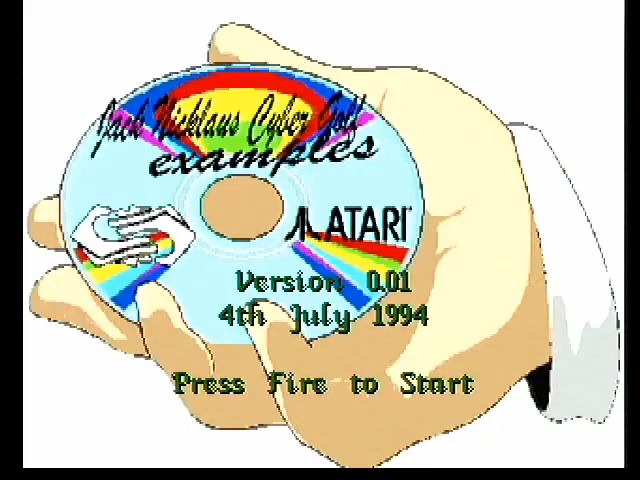 Jack Nicklaus Cyber Golf
examples
ATARI
Version 0.01
4th July 1994
Press Fire to Start